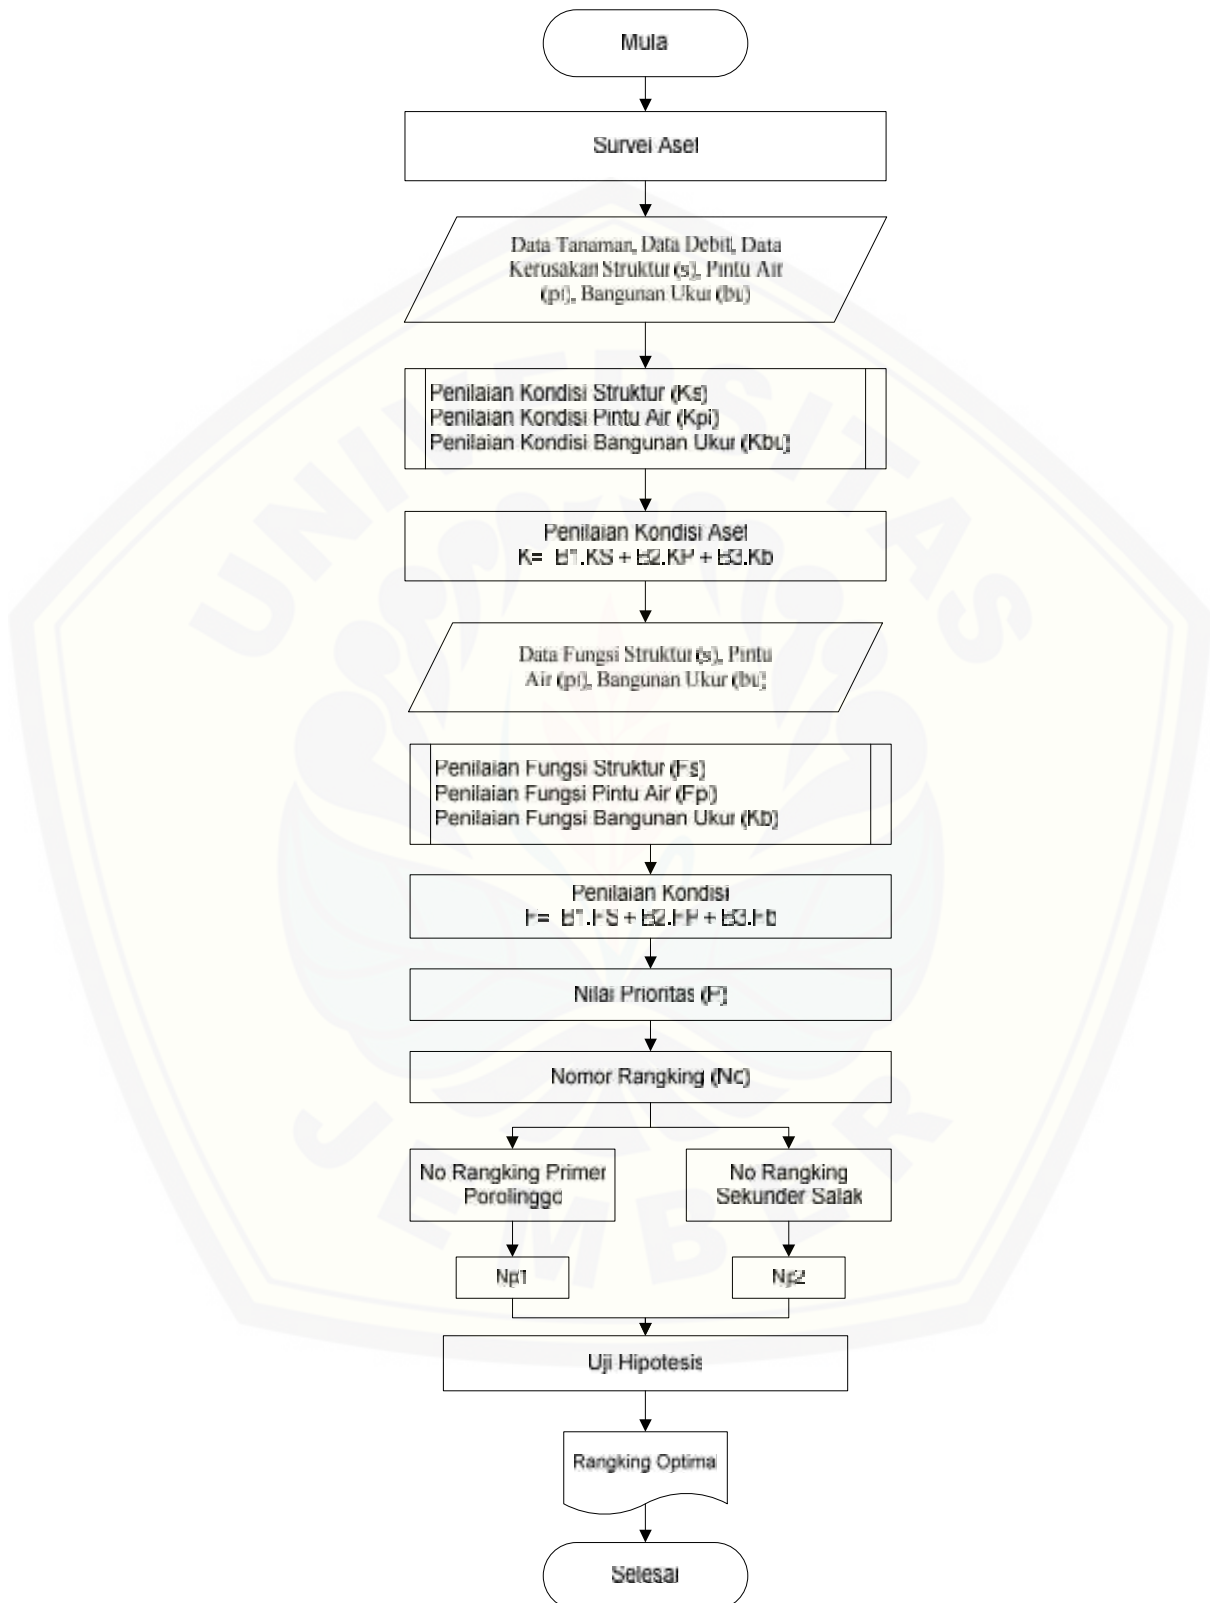 Mula
Survei Aset
Data Tanaman, Data Debit, Data
Kerusakan Struktur (s), Pintu Air
(pi), Bangunan Ukur (bu)
Penilaian Kondisi Struktur (Ks)
Penilaian Kondisi Pintu Air (Kpi)
Penilaian Kondisi Bangunan Ukur (Kbu)
Penilaian Kondisi Aset
K= B1.KS + B2.KP + B3.Kb
Data Fungsi Struktur (s), Pintu
Air (pi), Bangunan Ukur (bu)
Penilaian Fungsi Struktur (Fs)
Penilaian Fungsi Pintu Air (Fp)
Penilaian Fungsi Bangunan Ukur (Kb)
Penilaian Kondisi
F= B1.FS + B2.FP + B3.Fb
Nilai Prioritas (P)
Nomor Rangking (No)
No Rangking Primer
Porolinggo
No Rangking
Sekunder Salak
Np1
Np2
Uji Hipotesis
Rangking Optimal
Selesai
UNIVERSITAS
JEMBER